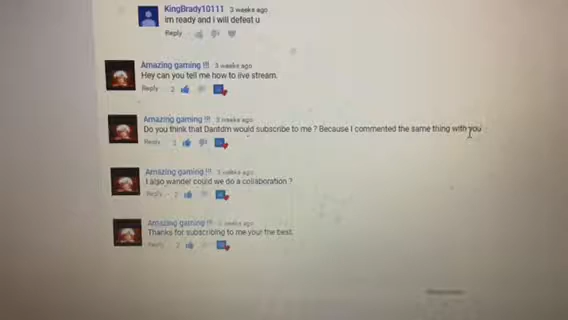 KingBrady10111 3 weeks ago
im ready and i will defeat u
Reply
Amazing gaming !!! 3 weeks ago
Hey can you tell me how to live stream.
Reply 2
Amazing gaming !!! 3 weeks ago
Do you think that Dantdm would subscribe to me ? Because I commented the same thing with you
Reply
Amazing gaming !!! 3 weeks ago
I also wander could we do a collaboration ?
Reply 2
Amazing gaming !!! 3 weeks ago
Thanks for subscribing to me your the best.
Reply 2